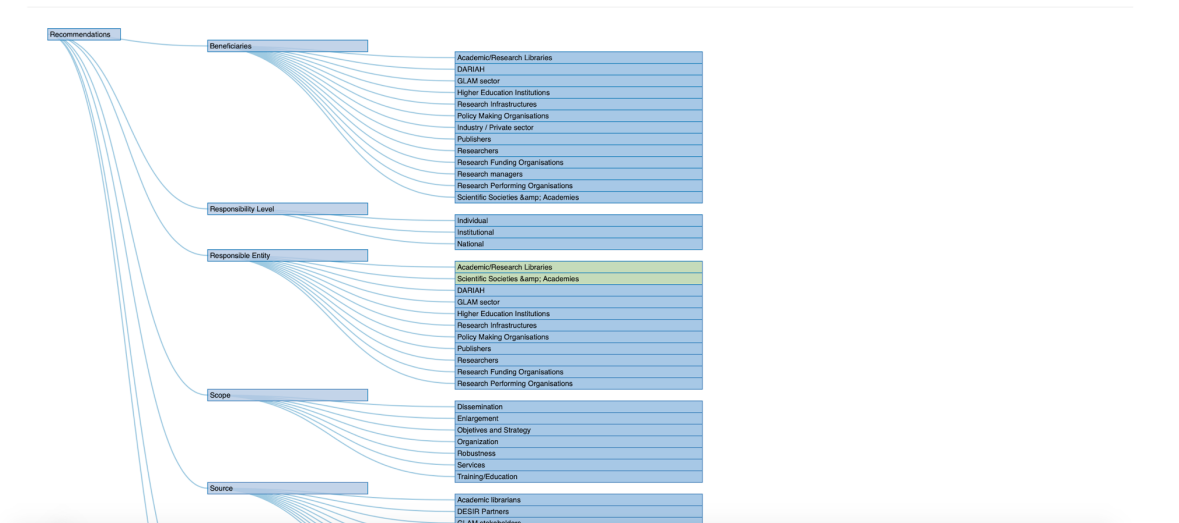 Recommendations
Beneficiaries
Academic/Research Libraries
DARIAH
GLAM sector
Higher Education Institutions
Research Infrastructures
Policy Making Organisations
Industry / Private sector
Publishers
Researchers
Research Funding Organisations
Research managers
Research Performing Organisations
Scientific Societies &amp; Academies
Responsibility Level
Individual
Institutional
National
Responsible Entity
Academic/Research Libraries
Scientific Societies &amp; Academies
DARIAH
GLAM sector
Higher Education Institutions
Research Infrastructures
Policy Making Organisations
Publishers
Researchers
Research Funding Organisations
Research Performing Organisations
Scope
Dissemination
Enlargement
Objetives and Strategy
Organization
Robustness
Services
Training/Education
Source
Academic librarians
DESIR Partners
GLAM stakeholders